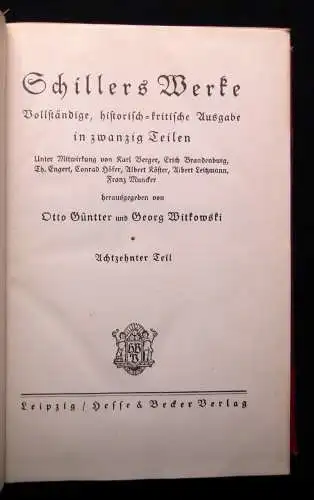 Schillers Werke
Vollständige, historisch-kritische Ausgabe
in zwanzig Teilen
Unter Mitwirkung von Karl Berger, Erich Brandenburg,
Th. Engert, Conrad Höfer, Albert Köster, Albert Leitzmann,
Franz Muncker
herausgegeben von
Otto Güntter und Georg Witkowski
*
Achtzehnter Teil
HBV
Leipzig / Hesse & Becker Verlag